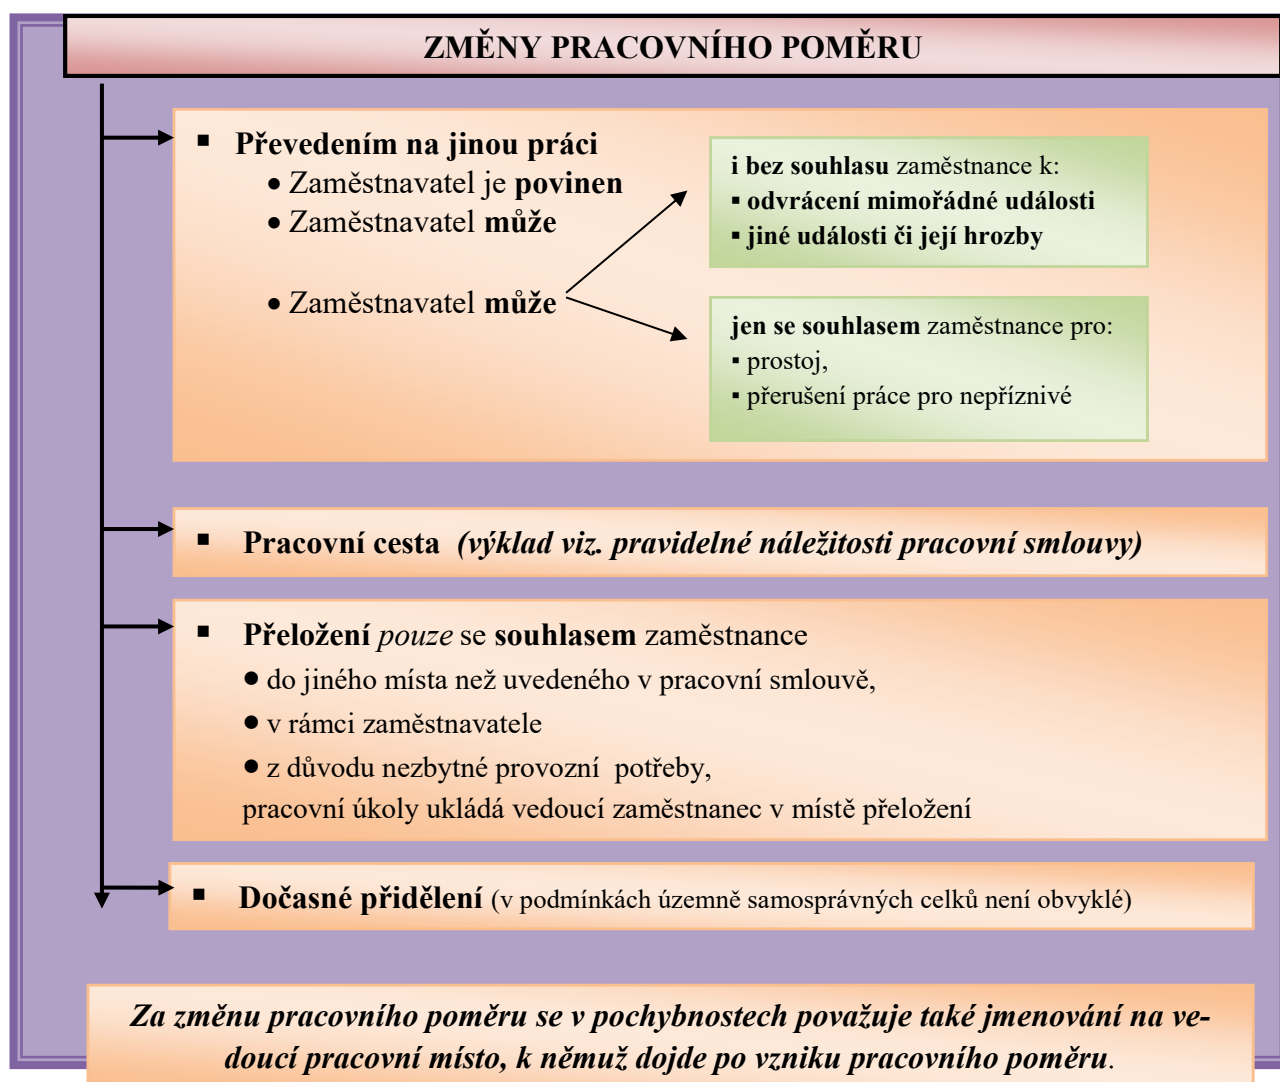 ZMĚNY PRACOVNÍHO POMĚRU
▪ Převedením na jinou práci
• Zaměstnavatel je povinen
• Zaměstnavatel může
• Zaměstnavatel může
i bez souhlasu zaměstnance k:
▪ odvrácení mimořádné události
▪ jiné události či její hrozby
jen se souhlasem zaměstnance pro:
▪ prostoj,
▪ přerušení práce pro nepříznivé
▪ Pracovní cesta (výklad viz. pravidelné náležitosti pracovní smlouvy)
▪ Přeložení pouze se souhlasem zaměstnance
• do jiného místa než uvedeného v pracovní smlouvě,
• v rámci zaměstnavatele
• z důvodu nezbytné provozní potřeby,
pracovní úkoly ukládá vedoucí zaměstnanec v místě přeložení
▪ Dočasné přidělení (v podmínkách územně samosprávných celků není obvyklé)
Za změnu pracovního poměru se v pochybnostech považuje také jmenování na ve-
doucí pracovní místo, k němuž dojde po vzniku pracovního poměru.